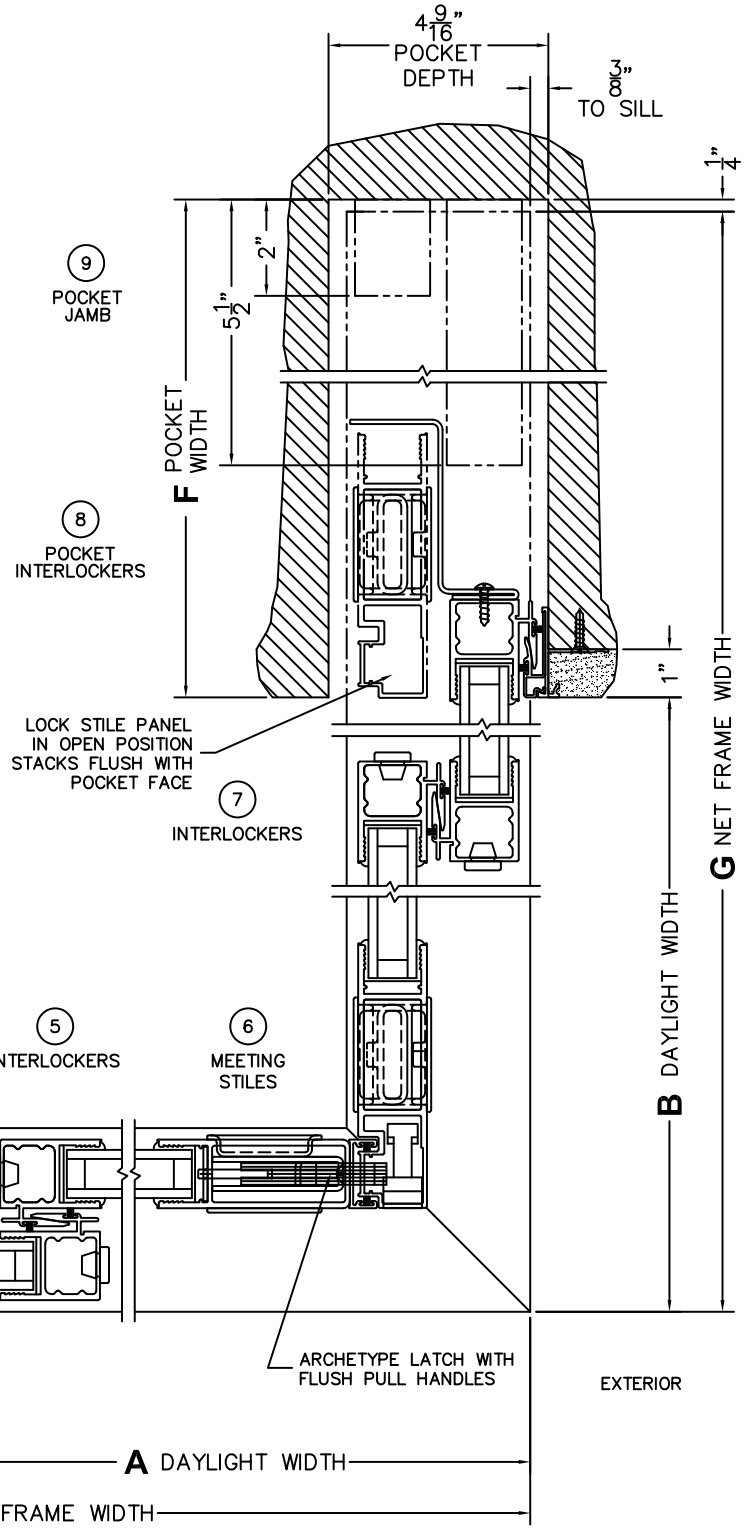 4 9/16"
POCKET
DEPTH
3/8"
TO SILL
1/4"
2"
5 1/2"
9
POCKET
JAMB
F POCKET
WIDTH
8
POCKET
INTERLOCKERS
1"
LOCK STILE PANEL
IN OPEN POSITION
STACKS FLUSH WITH
POCKET FACE
7
INTERLOCKERS
G NET FRAME WIDTH
B DAYLIGHT WIDTH
5
NTERLOCKERS
6
MEETING
STILES
ARCHETYPE LATCH WITH
FLUSH PULL HANDLES
EXTERIOR
A DAYLIGHT WIDTH
FRAME WIDTH